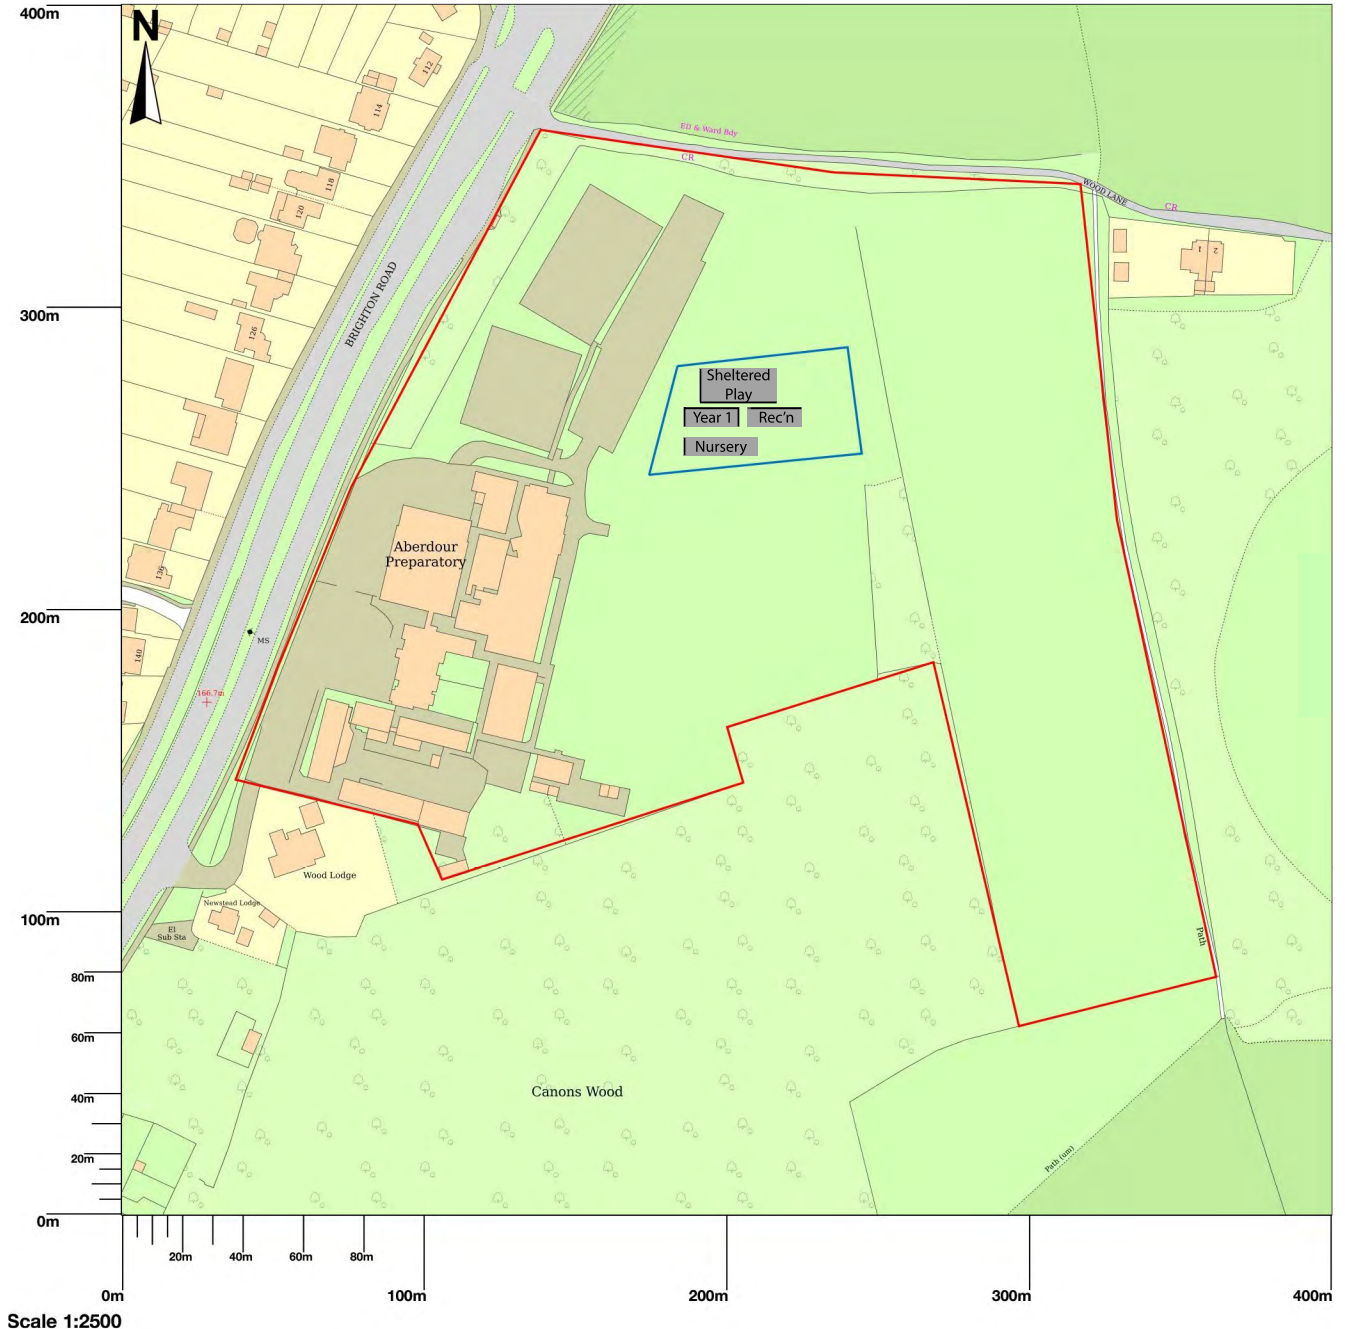 400m
N
112
114
118
120
126
136
140
BRIGHTON ROAD
ED & Ward Bdy
CR
WOOD LANE
CR
1
2
300m
Sheltered
Play
Year 1
Rec'n
Nursery
Aberdour
Preparatory
200m
MS
166.7m
Wood Lodge
Newstead Lodge
El
Sub Sta
100m
Path
80m
60m
40m
20m
0m
Canons Wood
Path (um)
20m
40m
60m
80m
0m
100m
200m
300m
400m
Scale 1:2500